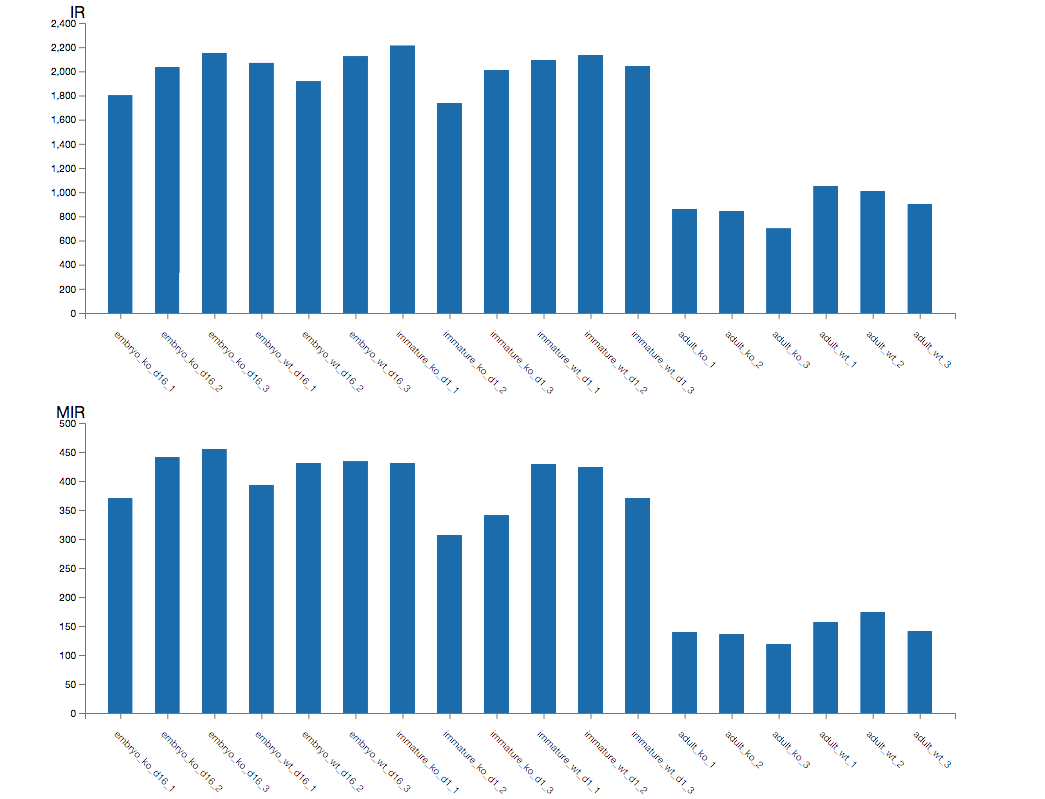 IR
2,400
2,200
2,000
1,800
1,600
1,400
1,200
1,000
800
600
400
200
0
embryo_ko_d16_1
embryo_ko_d16_2
embryo_ko_d16_3
embryo_wt_d16_1
embryo_wt_d16_2
embryo_wt_d16_3
immature_ko_d1_1
immature_ko_d1_2
immature_ko_d1_3
immature_wt_d1_1
immature_wt_d1_2
immature_wt_d1_3
adult_ko_1
adult_ko_2
adult_ko_3
adult_wt_1
adult_wt_2
adult_wt_3
MIR
500
450
400
350
300
250
200
150
100
50
0
embryo_ko_d16_1
embryo_ko_d16_2
embryo_ko_d16_3
embryo_wt_d16_1
embryo_wt_d16_2
embryo_wt_d16_3
immature_ko_d1_1
immature_ko_d1_2
immature_ko_d1_3
immature_wt_d1_1
immature_wt_d1_2
immature_wt_d1_3
adult_ko_1
adult_ko_2
adult_ko_3
adult_wt_1
adult_wt_2
adult_wt_3